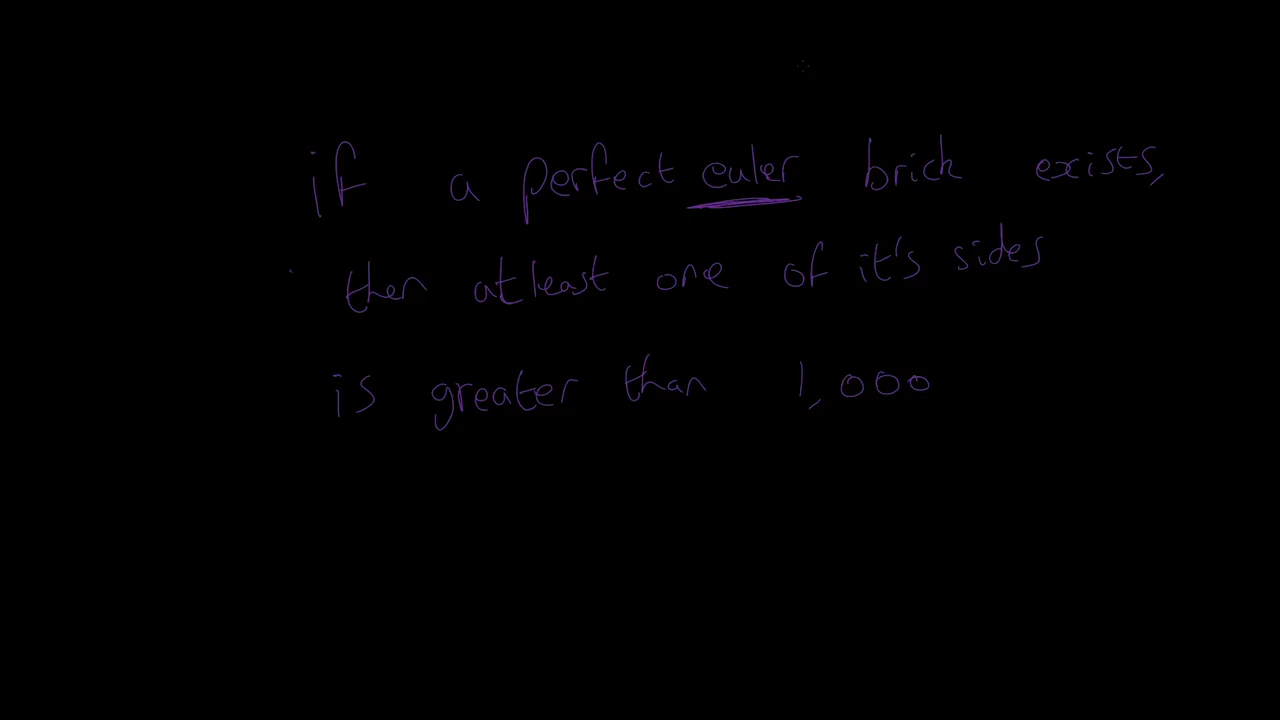 if a perfect euler brick exists,
then atleast one of it's sides
is greater than 1,000